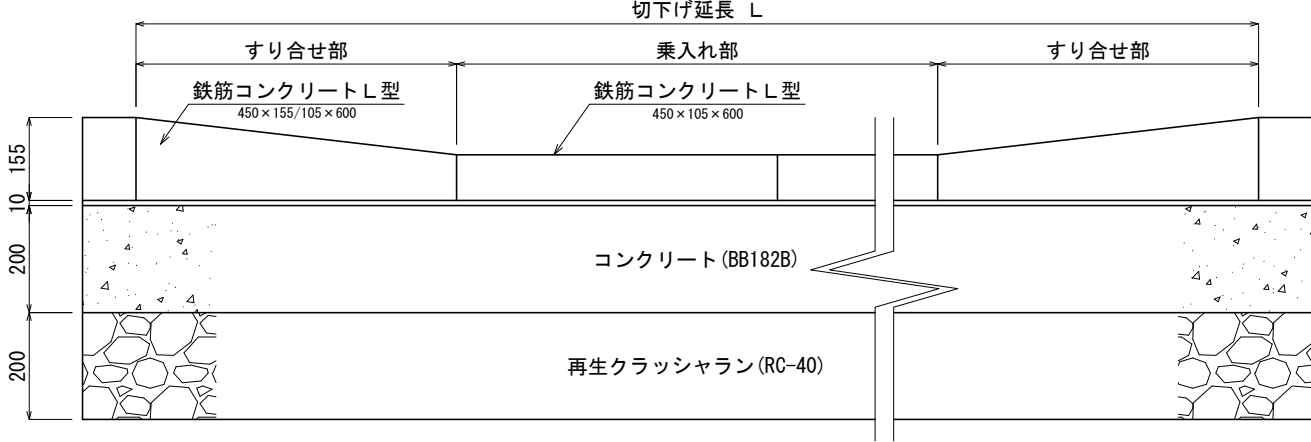 切下げ延長 L
すり合せ部
乗入れ部
すり合せ部
鉄筋コンクリートL型
450×155/105×600
鉄筋コンクリートL型
450×105×600
155
10
200
コンクリート(BB182B)
200
再生クラッシャラン(RC-40)